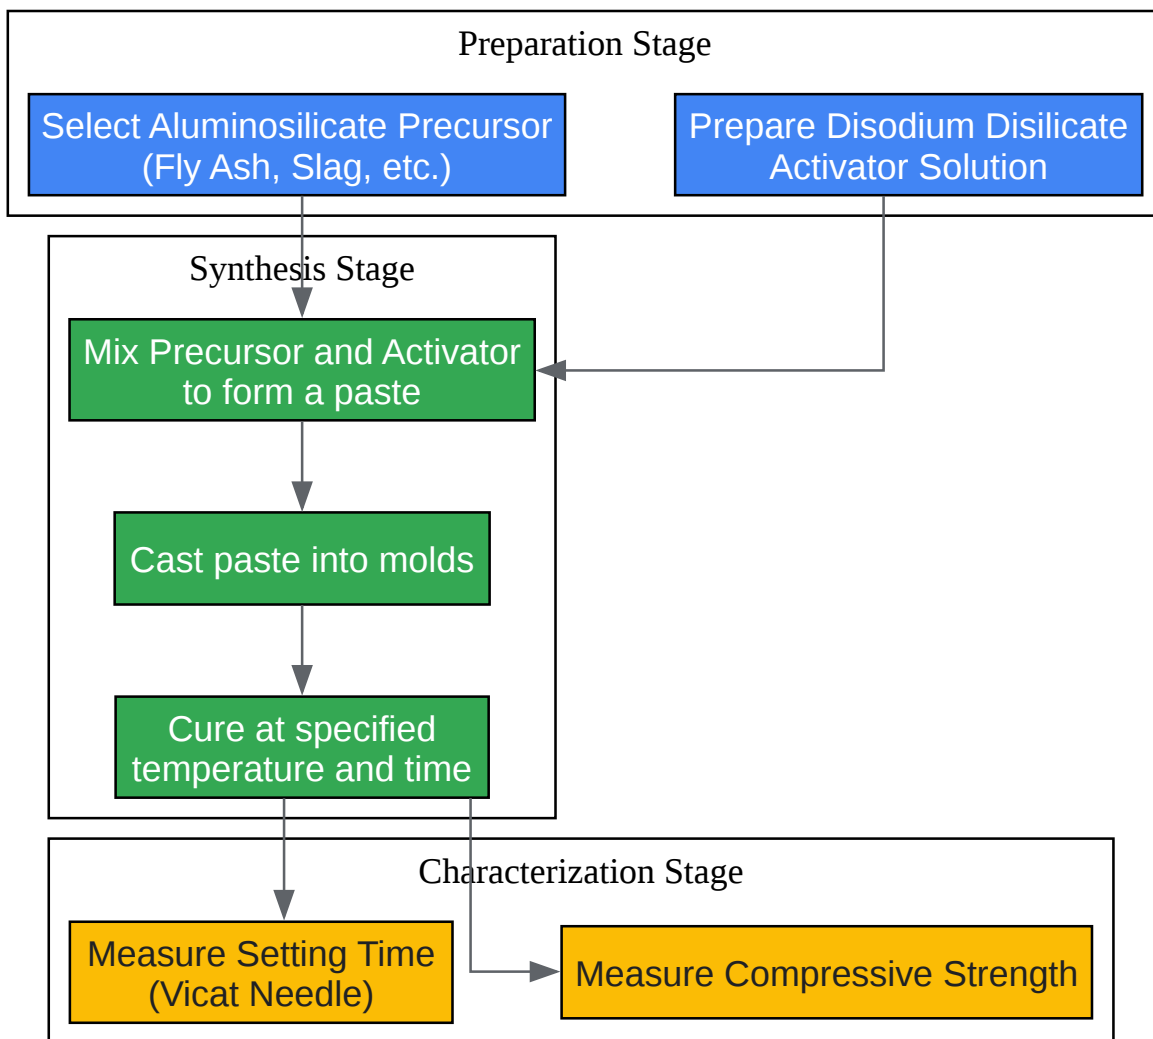 Preparation Stage
Select Aluminosilicate Precursor
(Fly Ash, Slag, etc.)
Prepare Disodium Disilicate
Activator Solution
Synthesis Stage
Mix Precursor and Activator
to form a paste
Cast paste into molds
Cure at specified
temperature and time
Characterization Stage
Measure Setting Time
(Vicat Needle)
Measure Compressive Strength